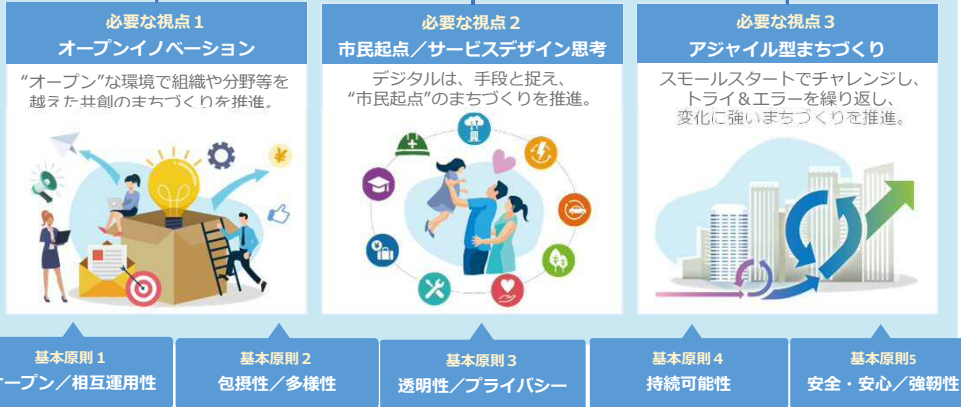 必要な視点１
オープンイノベーション
“オープン”な環境で組織や分野等を
越えた共創のまちづくりを推進。
必要な視点２
市民起点／サービスデザイン思考
デジタルは、手段と捉え、
“市民起点”のまちづくりを推進。
必要な視点３
アジャイル型まちづくり
スモールスタートでチャレンジし、
トライ＆エラーを繰り返し、
変化に強いまちづくりを推進。
基本原則１
オープン／相互運用性
基本原則２
包摂性／多様性
基本原則３
透明性／プライバシー
基本原則４
持続可能性
基本原則5
安全・安心／強靭性